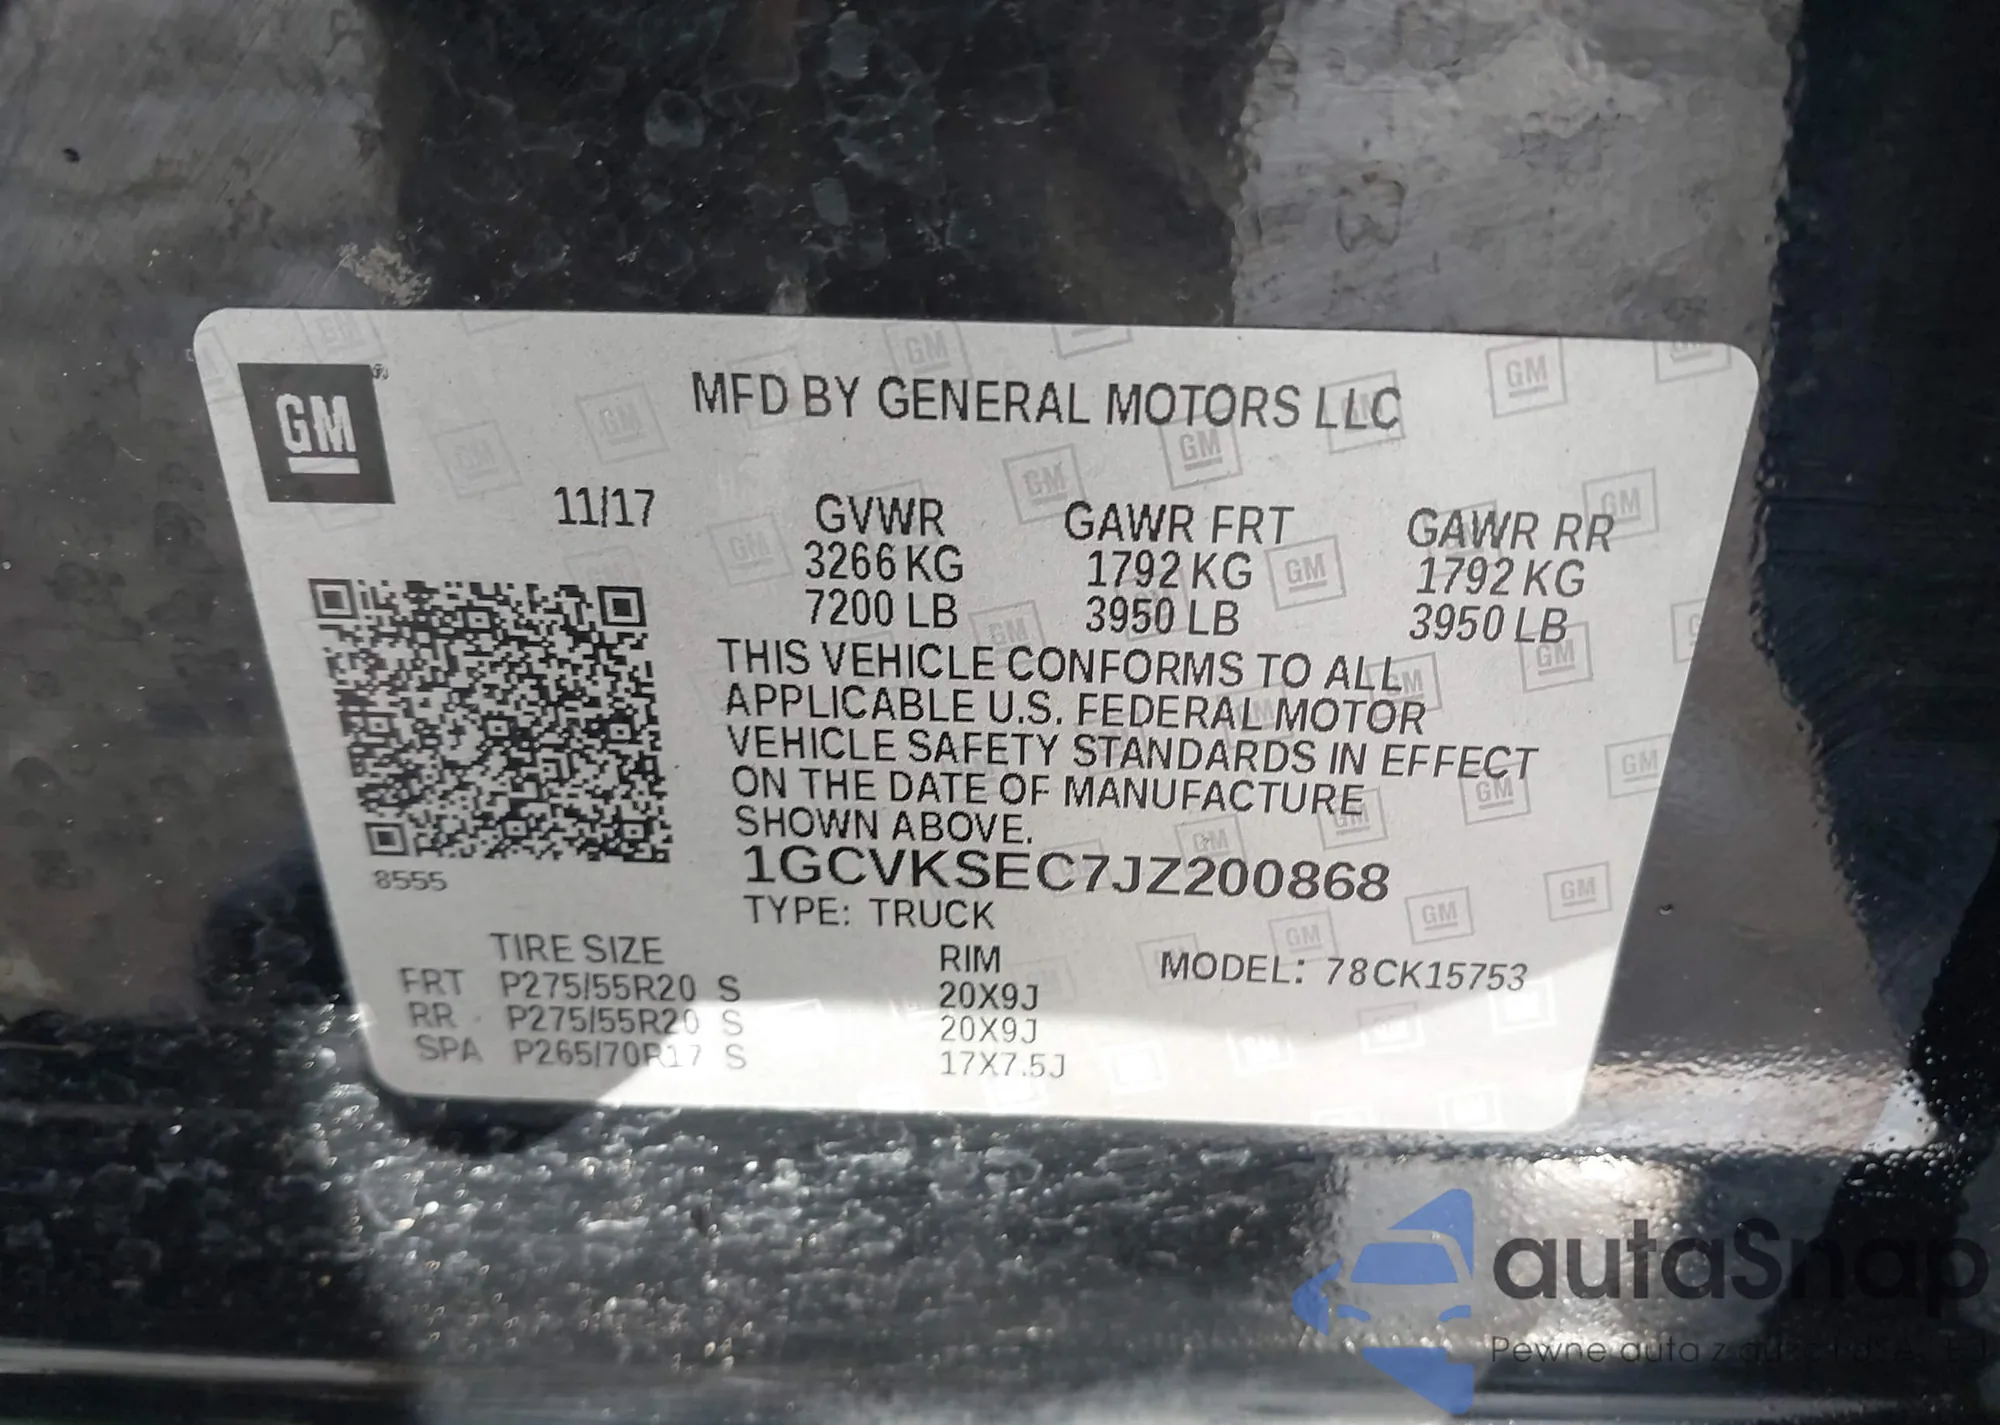 GM
MFD BY GENERAL MOTORS LLC
11/17 GVWR GAWR FRT GAWR RR
3266 KG 1792 KG 1792 KG
7200 LB 3950 LB 3950 LB
THIS VEHICLE CONFORMS TO ALL
APPLICABLE U.S. FEDERAL MOTOR
VEHICLE SAFETY STANDARDS IN EFFECT
ON THE DATE OF MANUFACTURE
SHOWN ABOVE.
1GCVKSEC7JZ200868
8555
TYPE: TRUCK
TIRE SIZE RIM MODEL: 78CK15753
FRT P275/55R20 S 20X9J
RR P275/55R20 S 20X9J
SPA P265/70R17 S 17X7.5J
autaSnap
Pewne auta z